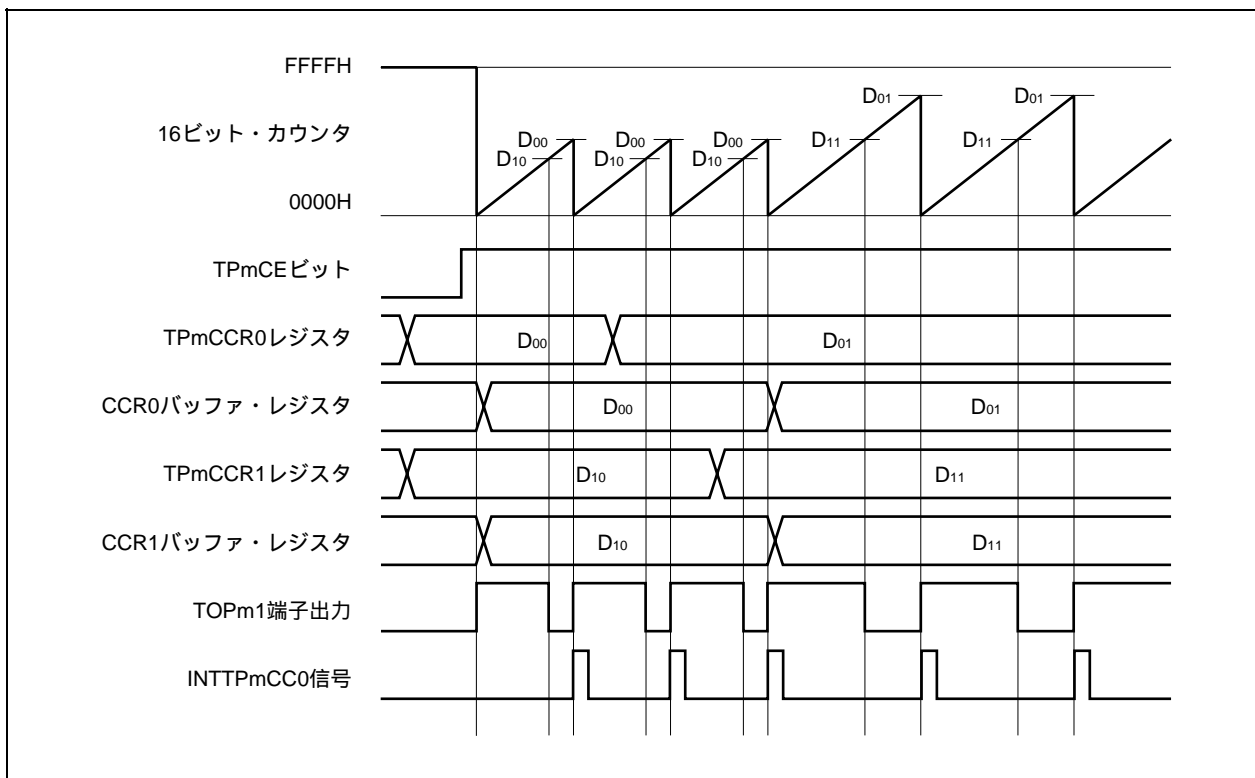 FFFFH
D01 D01
16ビット・カウンタ D00 D00 D00 D11 D11
D10 D10 D10
0000H
TPmCEビット
TPmCCR0レジスタ D00 D01
CCR0バッファ・レジスタ D00 D01
TPmCCR1レジスタ D10 D11
CCR1バッファ・レジスタ D10 D11
TOPm1端子出力
INTTPmCC0信号